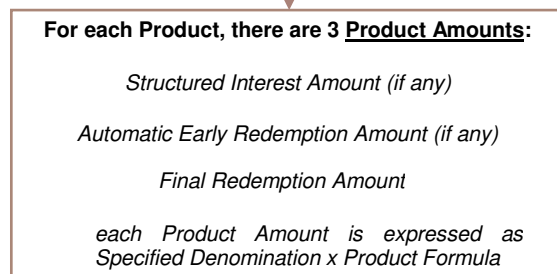 For each Product, there are 3 Product Amounts:
Structured Interest Amount (if any)
Automatic Early Redemption Amount (if any)
Final Redemption Amount
each Product Amount is expressed as
Specified Denomination x Product Formula